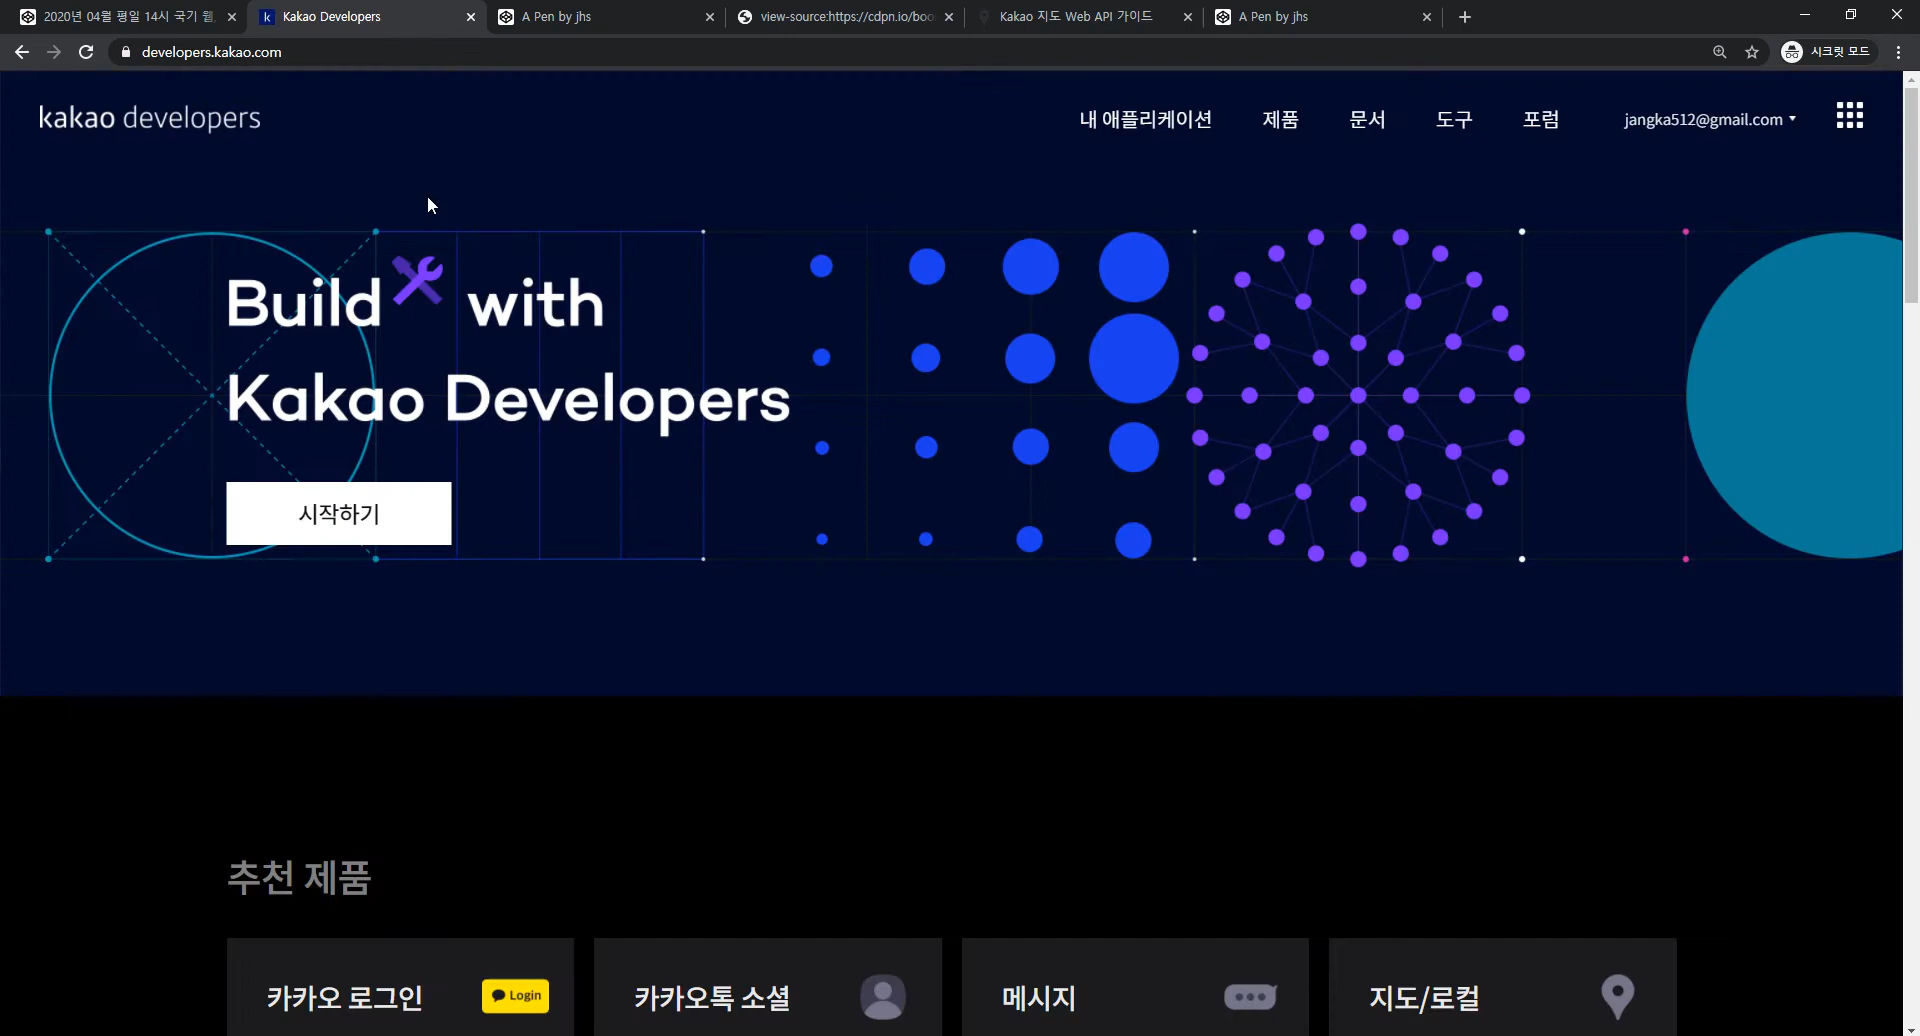 2020년 04월 평일 14시 국기 웹
Kakao Developers
A Pen by jhs
view-source:https://cdpn.io/boo
Kakao 지도 Web API 가이드
A Pen by jhs
developers.kakao.com
시크릿 모드
kakao developers
내 애플리케이션
제품
문서
도구
포럼
jangka512@gmail.com
Build with
Kakao Developers
시작하기
추천 제품
카카오 로그인
Login
카카오톡 소셜
메시지
지도/로컬